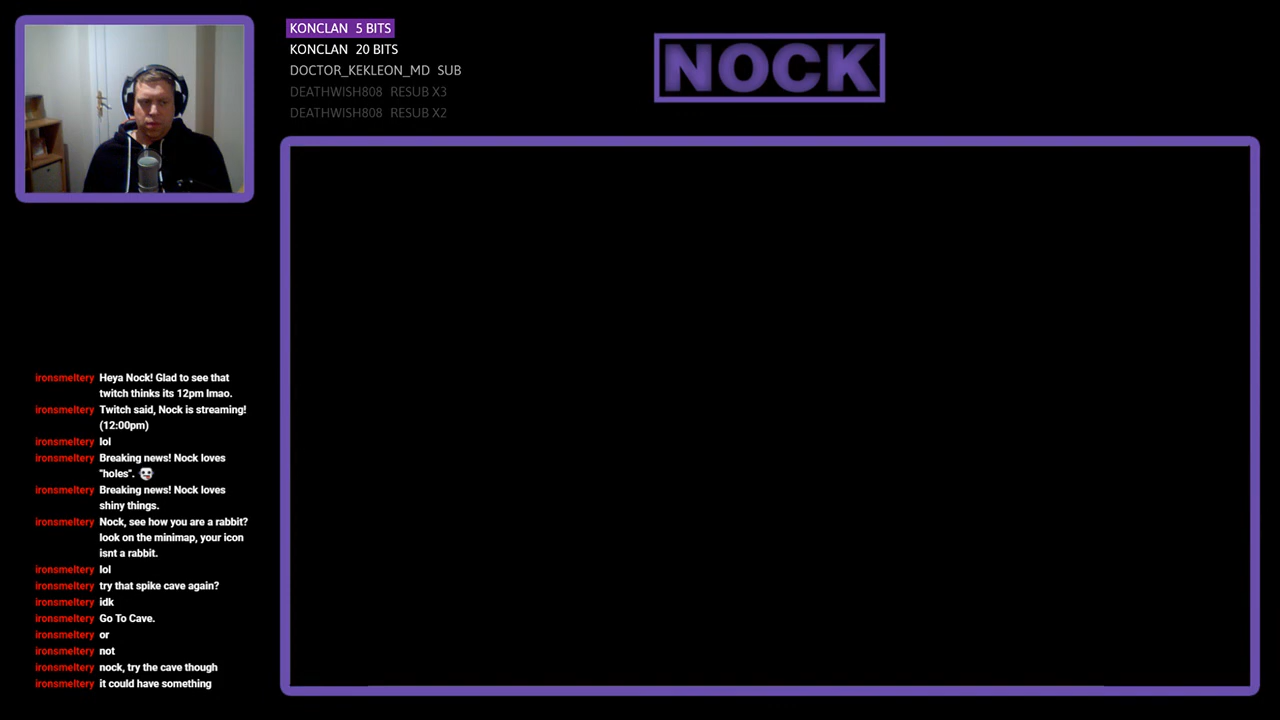 KONCLAN 5 BITS
KONCLAN 20 BITS
DOCTOR_KEKLEON_MD SUB
DEATHWISH808 RESUB X3
DEATHWISH808 RESUB X2
NOCK
ironsmeltery Heya Nock! Glad to see that
twitch thinks its 12pm lmao.
ironsmeltery Twitch said, Nock is streaming!
(12:00pm)
ironsmeltery lol
ironsmeltery Breaking news! Nock loves
"holes".
ironsmeltery Breaking news! Nock loves
shiny things.
ironsmeltery Nock, see how you are a rabbit?
look on the minimap, your icon
isnt a rabbit.
ironsmeltery lol
ironsmeltery try that spike cave again?
ironsmeltery idk
ironsmeltery Go To Cave.
ironsmeltery or
ironsmeltery not
ironsmeltery nock, try the cave though
ironsmeltery it could have something